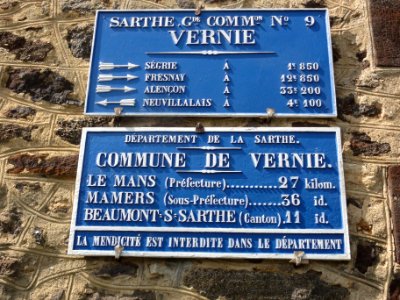 SARTHE. Gde COMMon No 9
VERNIE
SÉGRIE A 1k 850
FRESNAY A 12k 850
ALENÇON A 33k 200
NEUVILLALAIS A 4k 100
DÉPARTEMENT DE LA SARTHE.
COMMUNE DE VERNIE.
LE MANS (Préfecture)............27 kilom.
MAMERS (Sous-Préfecture)......36 id.
BEAUMONT-S-SARTHE (Canton).11 id.
LA MENDICITÉ EST INTERDITE DANS LE DÉPARTEMENT